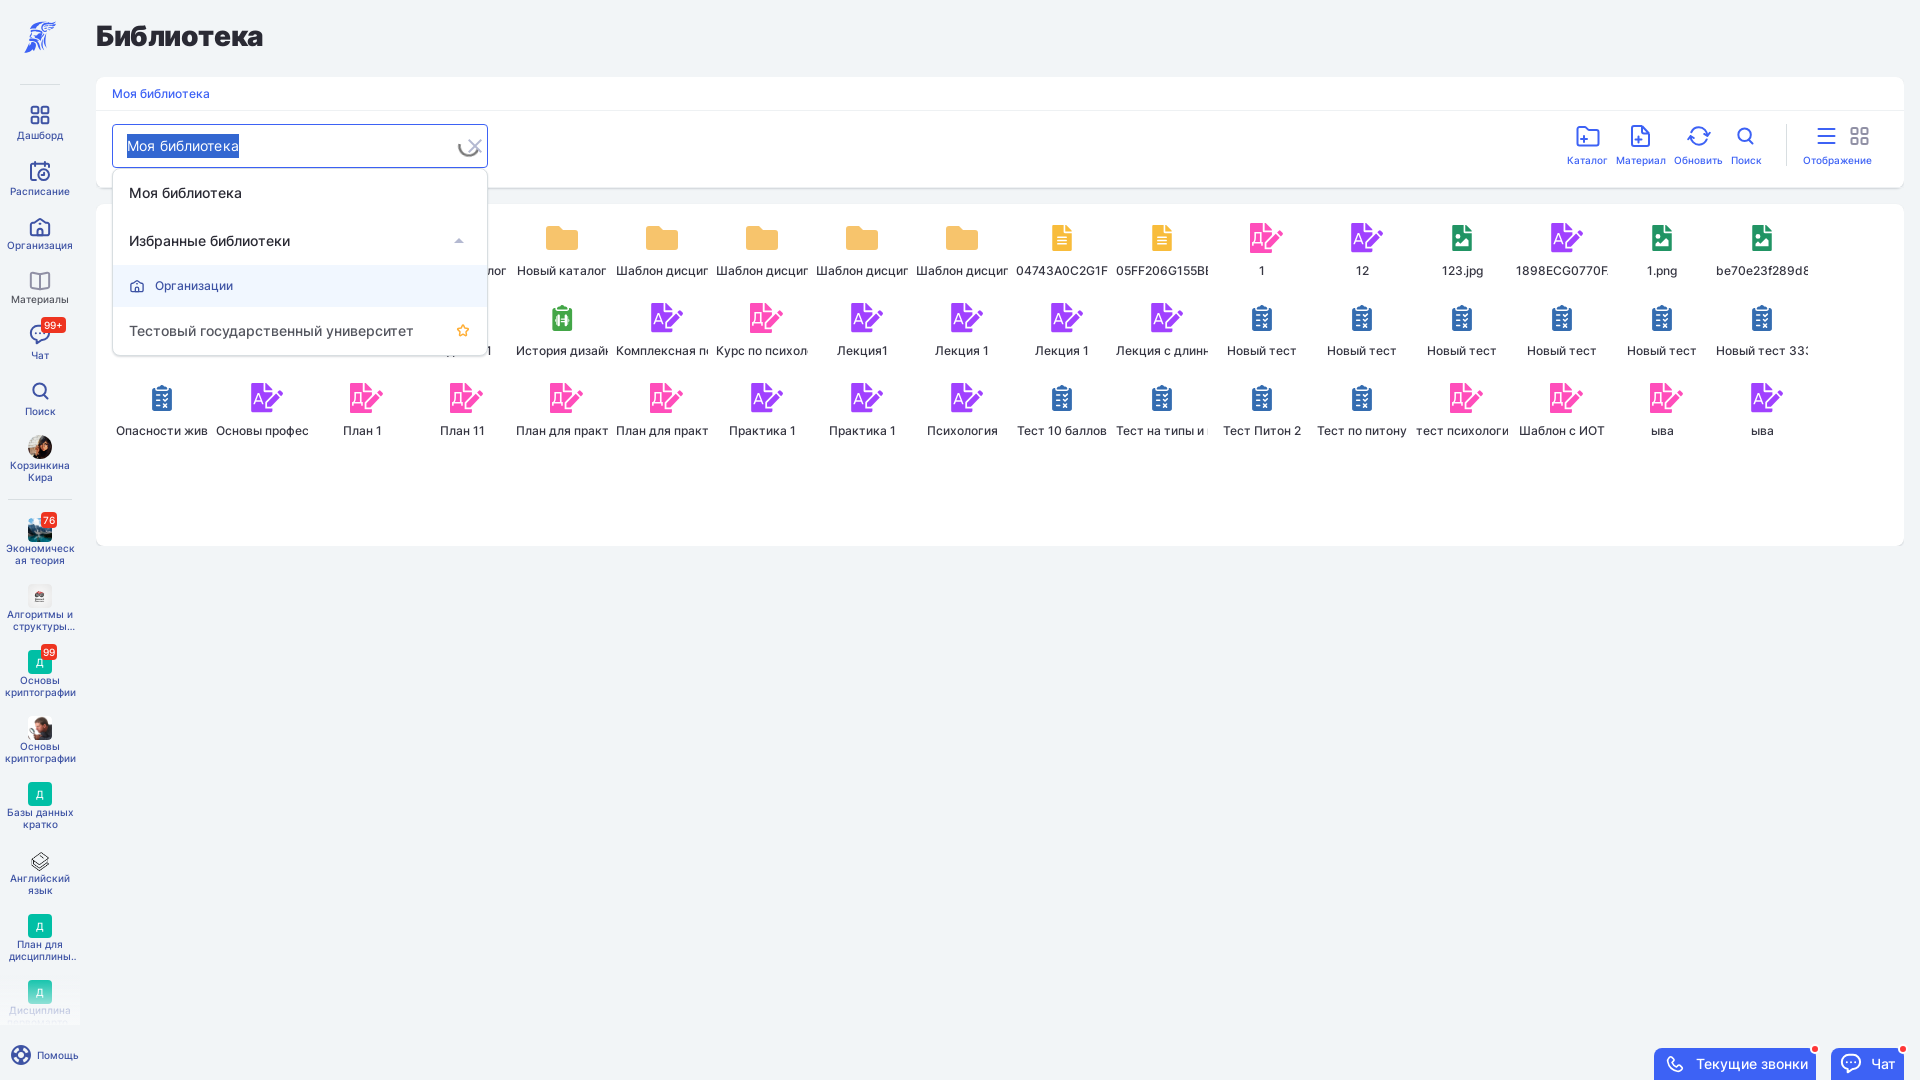 Библиотека
Дашборд
Расписание
Организация
Материалы
99+
Чат
Поиск
Корзинкина
Кира
76
Экономическ
ая теория
Алгоритмы и
структуры...
Д
99
Основы
криптографии
Основы
криптографии
Д
Базы данных
кратко
Английский
язык
Д
План для
дисциплины..
Д
Дисциплина
Помощь
Моя библиотека
Моя библиотека
Каталог
Материал
Обновить
Поиск
Отображение
Моя библиотека
Избранные библиотеки
Организации
Тестовый государственный университет
лог
Новый каталог
Шаблон дисцип
Шаблон дисцип
Шаблон дисцип
Шаблон дисцип
04743A0C2G1F
05FF206G155BE
1
12
123.jpg
1898ECG0770F.
1.png
be70e23f289d8
1
История дизайн
Комплексная по
Курс по психол
Лекция1
Лекция 1
Лекция 1
Лекция с длинн
Новый тест
Новый тест
Новый тест
Новый тест
Новый тест
Новый тест 333
Опасности жив
Основы профес
План 1
План 11
План для практ
План для практ
Практика 1
Практика 1
Психология
Тест 10 баллов
Тест на типы и
Тест Питон 2
Тест по питону
тест психологи
Шаблон с ИОТ
ыва
ыва
Текущие звонки
Чат